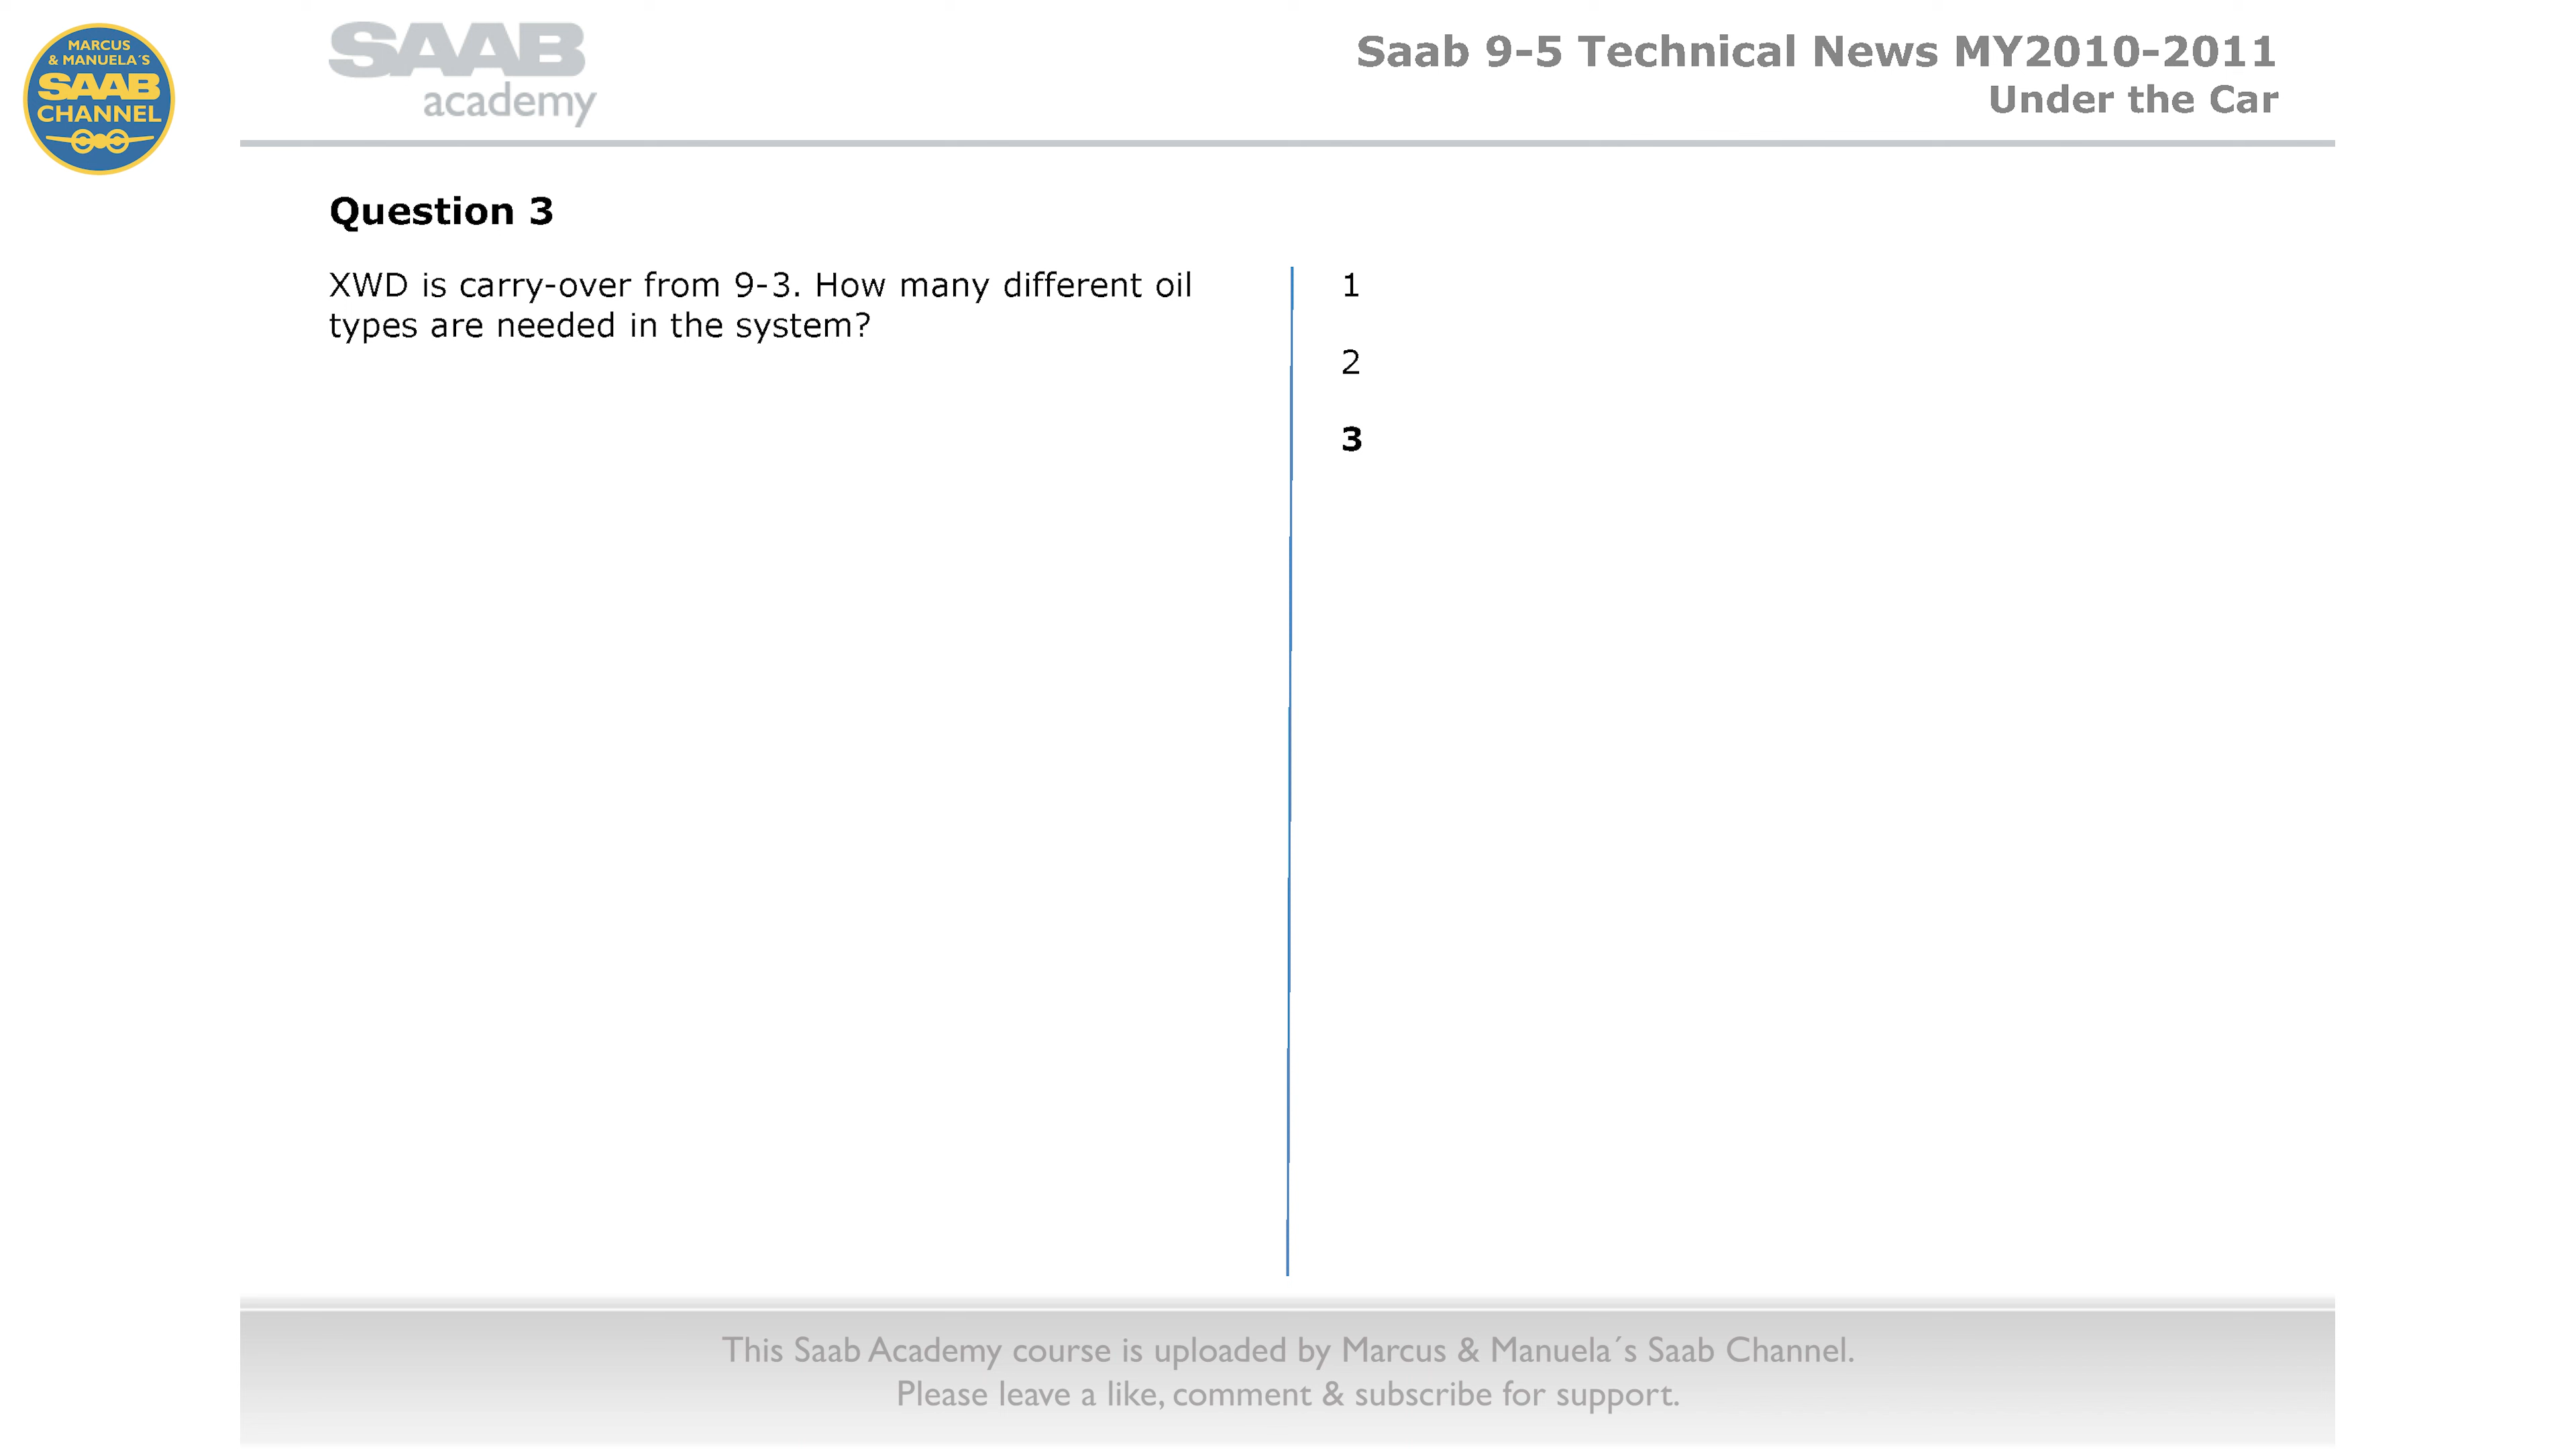 MARCUS
& MANUELA´S
SAAB
CHANNEL
SAAB
academy
Saab 9-5 Technical News MY2010-2011
Under the Car
Question 3
XWD is carry-over from 9-3. How many different oil
types are needed in the system?
1
2
3
This Saab Academy course is uploaded by Marcus & Manuela´s Saab Channel.
Please leave a like, comment & subscribe for support.